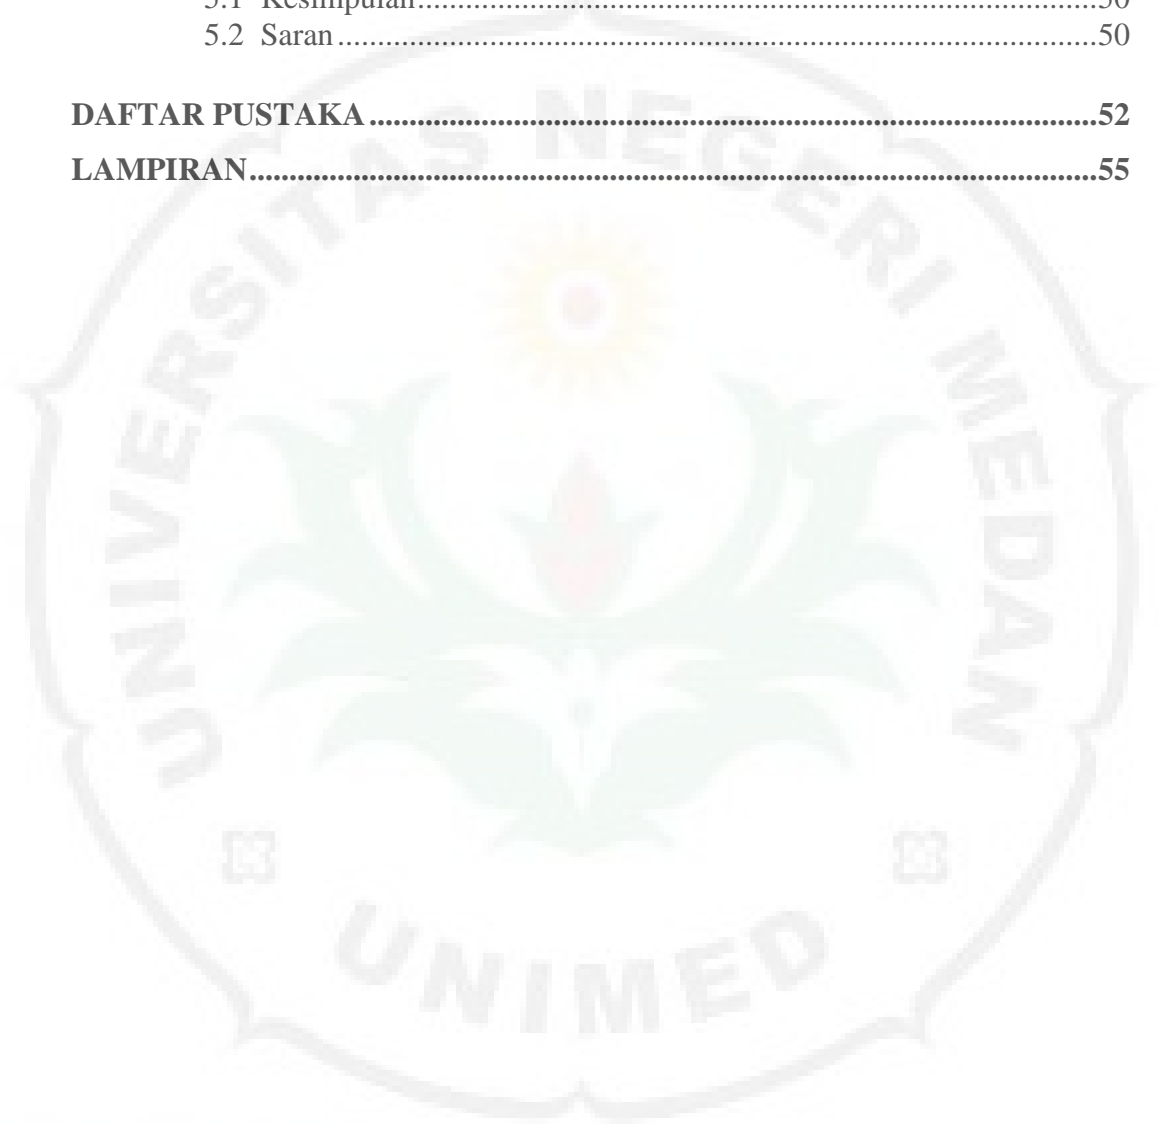 5.1 Kesimpulan..........50
5.2 Saran..........50
DAFTAR PUSTAKA..........52
LAMPIRAN..........55
UNIVERSITAS NEGERI MEDAN
UNIMED